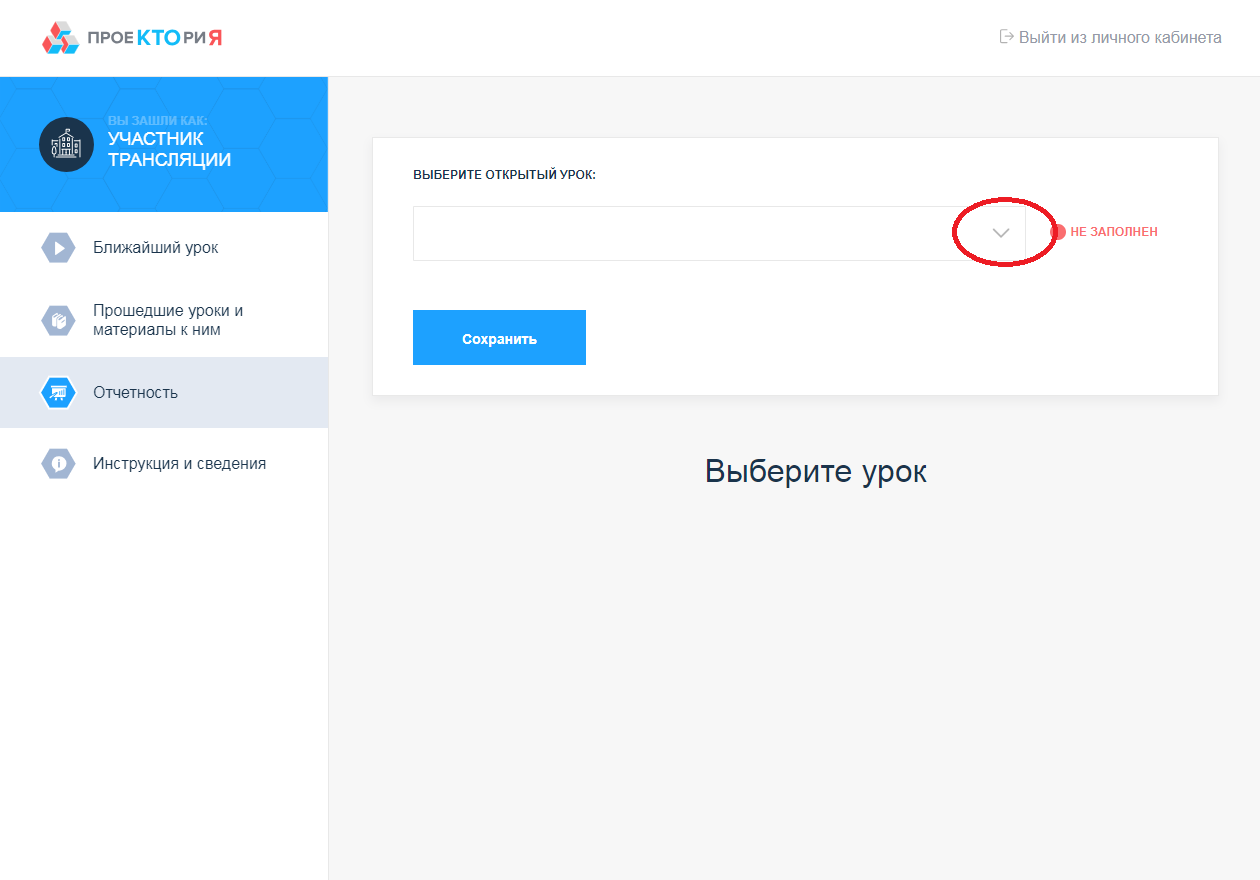 ПРОЕКТОРИЯ
Выйти из личного кабинета
ВЫ ЗАШЛИ КАК:
УЧАСТНИК
ТРАНСЛЯЦИИ
Ближайший урок
Прошедшие уроки и
материалы к ним
Отчетность
Инструкция и сведения
ВЫБЕРИТЕ ОТКРЫТЫЙ УРОК:
НЕ ЗАПОЛНЕН
Сохранить
Выберите урок